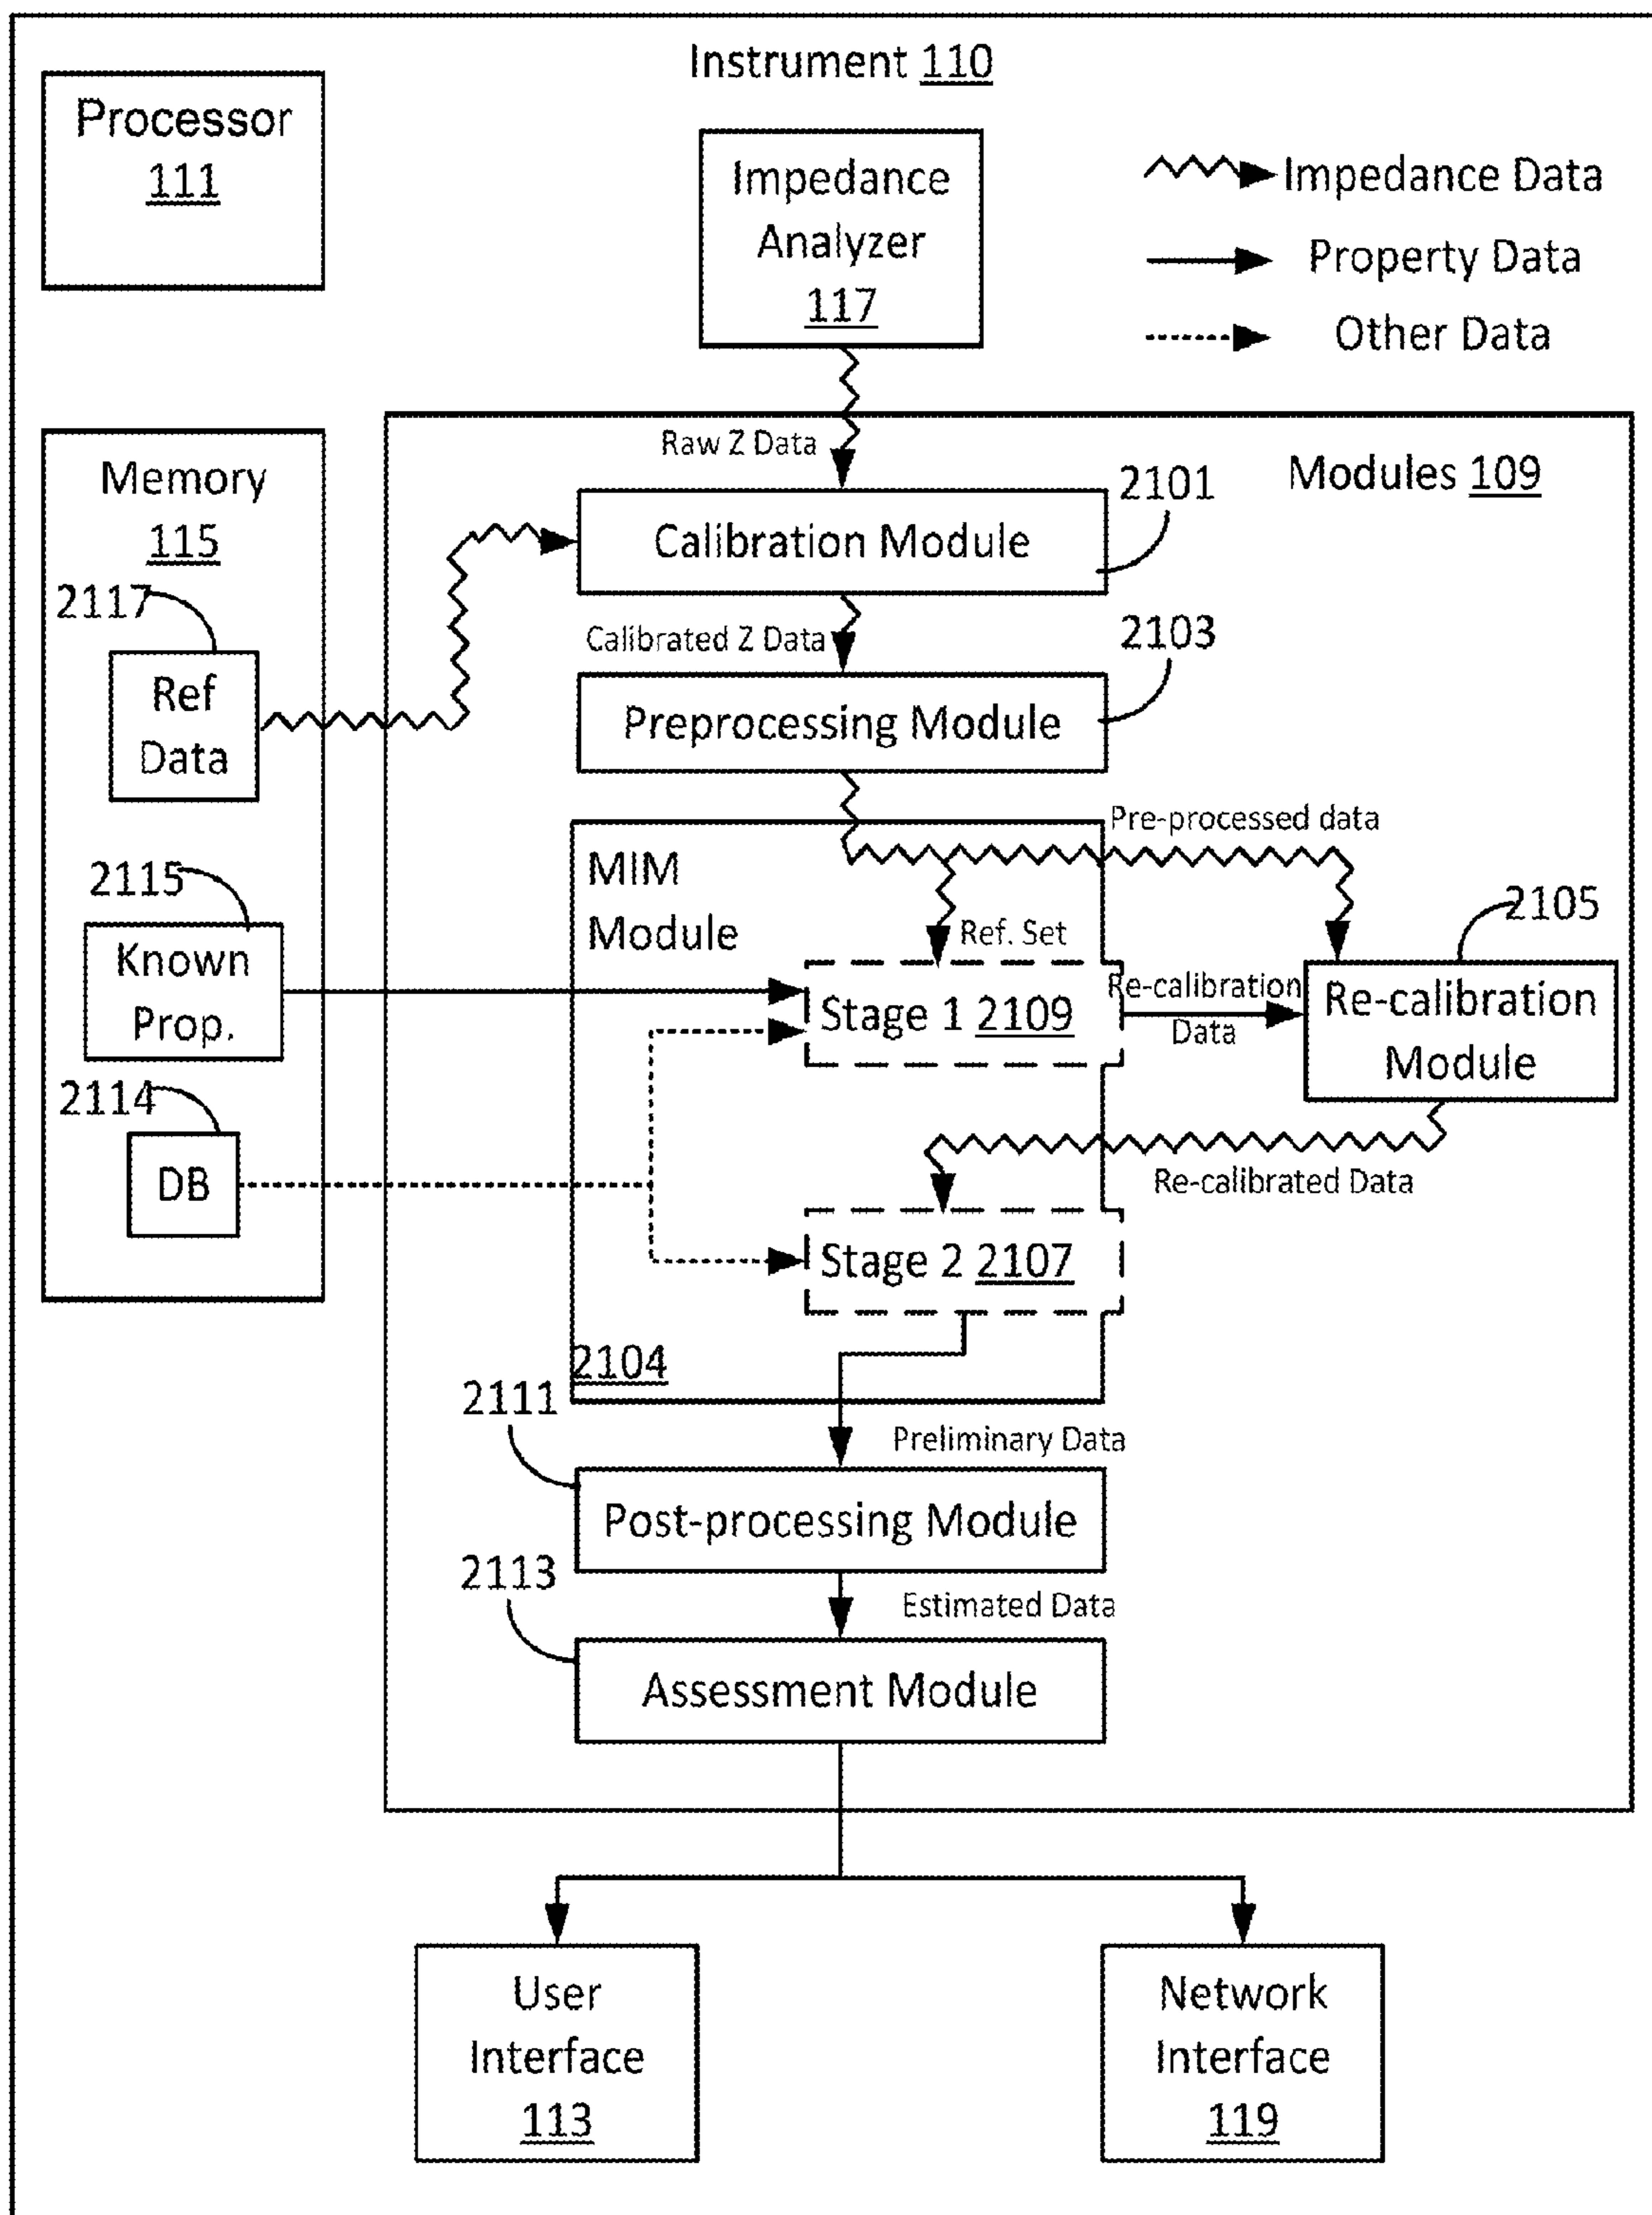 Instrument 110
Processor
111
Impedance
Analyzer
117
Impedance Data
Property Data
Other Data
Memory
115
2117
Ref
Data
2115
Known
Prop.
2114
DB
Modules 109
Raw Z Data
2101
Calibration Module
Calibrated Z Data
2103
Preprocessing Module
Pre-processed data
MIM
Module
Ref. Set
2105
Stage 1 2109
Re-calibration
Data
Re-calibration
Module
Re-calibrated Data
Stage 2 2107
2104
2111
Preliminary Data
Post-processing Module
2113
Estimated Data
Assessment Module
User
Interface
113
Network
Interface
119